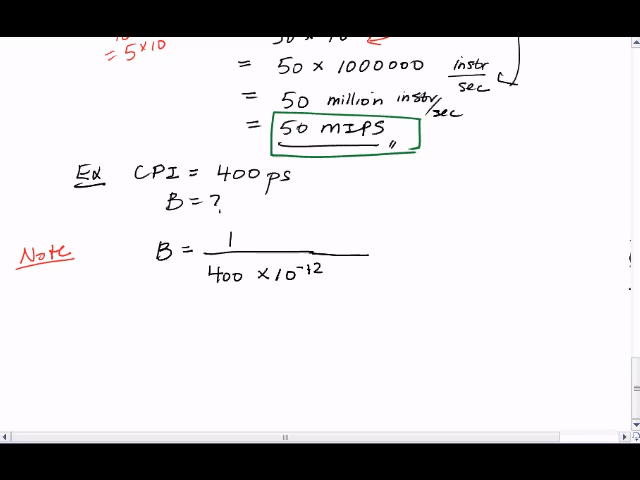 = 5 × 10
= 50 × 1000000 instr/sec
= 50 million instr/sec
= 50 MIPS
Ex CPI = 400 ps
B = ?
Note B = 1
400 × 10⁻¹²